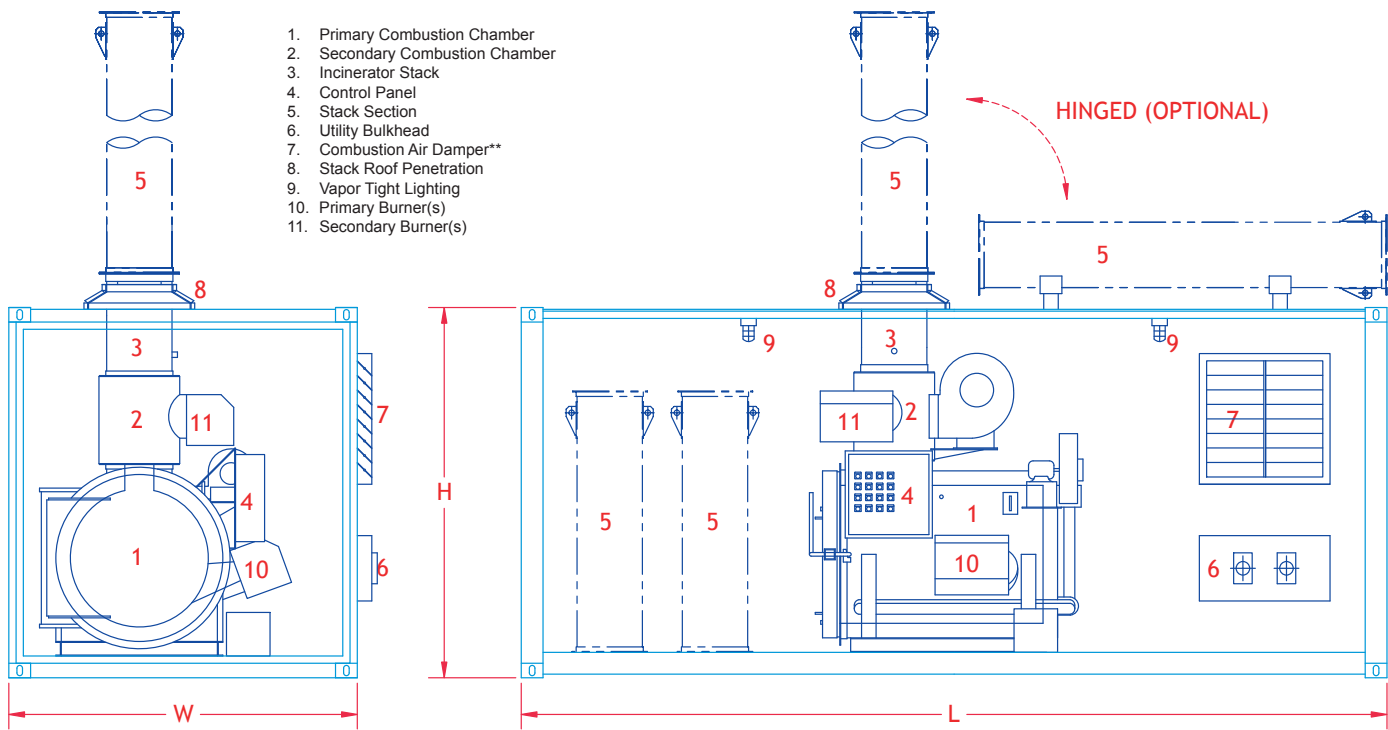 1. Primary Combustion Chamber
2. Secondary Combustion Chamber
3. Incinerator Stack
4. Control Panel
5. Stack Section
6. Utility Bulkhead
7. Combustion Air Damper**
8. Stack Roof Penetration
9. Vapor Tight Lighting
10. Primary Burner(s)
11. Secondary Burner(s)
HINGED (OPTIONAL)
5
5
5
8
8
3
3
9
9
2
11
7
11
2
7
4
H
4
5
5
1
1
10
10
6
6
W
L